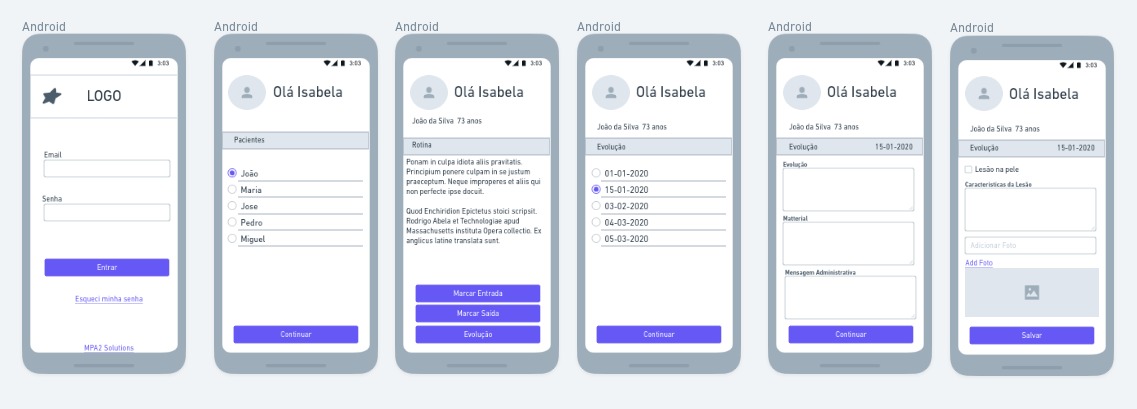 Android
3:03
LOGO
Email
Senha
Entrar
Esqueci minha senha
MPA2 Solutions
Android
3:03
Olá Isabela
Pacientes
João
Maria
Jose
Pedro
Miguel
Continuar
Android
3:03
Olá Isabela
João da Silva 73 anos
Rotina
Ponam in culpa idiota aliis pravitatis.
Principium ponere culpam in se justum
praeceptum. Neque improperes et aliis qui
non perfecte ipse docuit.
Quod Enchiridion Epictetus stoici scripsit.
Rodrigo Abela et Technologiae apud
Massachusetts instituta Opera collectio. Ex
anglicus latine translata sunt.
Marcar Entrada
Marcar Saída
Evolução
Android
3:03
Olá Isabela
João da Silva 73 anos
Evolução
01-01-2020
15-01-2020
03-02-2020
04-03-2020
05-03-2020
Continuar
Android
3:03
Olá Isabela
João da Silva 73 anos
Evolução 15-01-2020
Evolução
Matterial
Mensagem Administrativa
Continuar
Android
3:03
Olá Isabela
João da Silva 73 anos
Evolução 15-01-2020
Lesão na pele
Características da Lesão
Adicionar Foto
Add Foto
Salvar